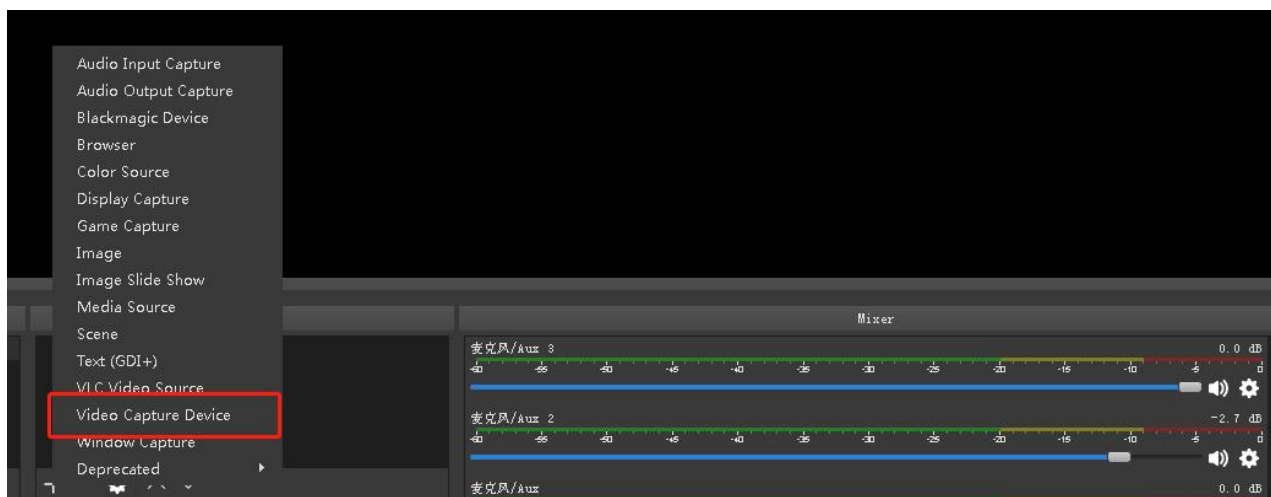 Audio Input Capture
Audio Output Capture
Blackmagic Device
Browser
Color Source
Display Capture
Game Capture
Image
Image Slide Show
Media Source
Scene
Text (GDI+)
VLC Video Source
Video Capture Device
Window Capture
Deprecated
Mixer
麦克风/Aux 3 0.0 dB
-60 -55 -50 -45 -40 -35 -30 -25 -20 -15 -10 -5 0
麦克风/Aux 2 -2.7 dB
-60 -55 -50 -45 -40 -35 -30 -25 -20 -15 -10 -5 0
麦克风/Aux 0.0 dB